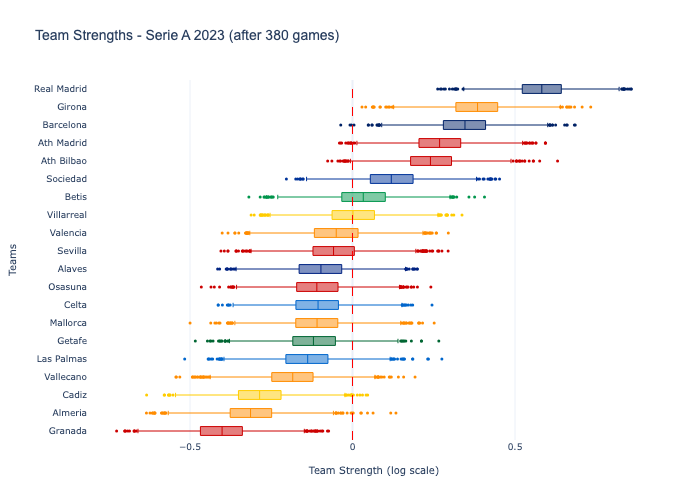 Team Strengths - Serie A 2023 (after 380 games)
Real Madrid
Girona
Barcelona
Ath Madrid
Ath Bilbao
Sociedad
Betis
Villarreal
Valencia
Sevilla
Alaves
Osasuna
Celta
Mallorca
Getafe
Las Palmas
Vallecano
Cadiz
Almeria
Granada
Teams
−0.5
0
0.5
Team Strength (log scale)